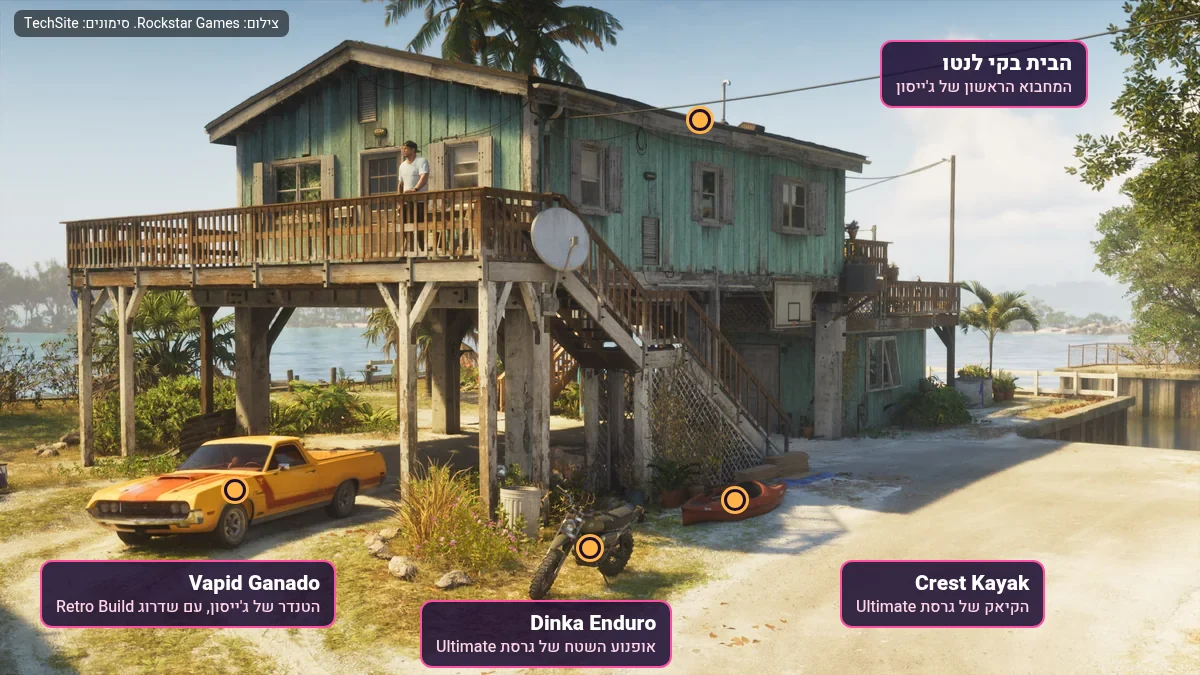 צילום: Rockstar Games. סימונים: TechSite
הבית בקי לנטו
המחבוא הראשון של ג'ייסון
Vapid Ganado
הטנדר של ג'ייסון, עם שדרוג Retro Build
Dinka Enduro
אופנוע השטח של גרסת Ultimate
Crest Kayak
הקיאק של גרסת Ultimate